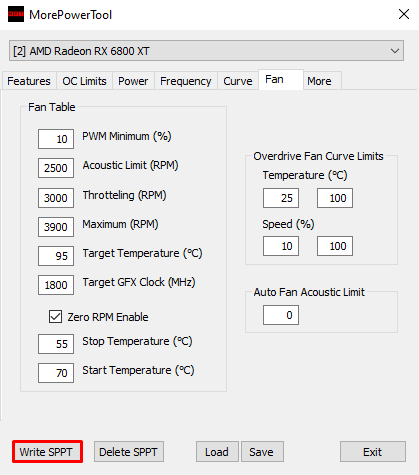 MorePowerTool
[2] AMD Radeon RX 6800 XT
Features OC Limits Power Frequency Curve Fan More
Fan Table
10 PWM Minimum (%)
2500 Acoustic Limit (RPM)
3000 Throtteling (RPM)
3900 Maximum (RPM)
95 Target Temperature (°C)
1800 Target GFX Clock (MHz)
Zero RPM Enable
55 Stop Temperature (°C)
70 Start Temperature (°C)
Overdrive Fan Curve Limits
Temperature (°C)
25 100
Speed (%)
10 100
Auto Fan Acoustic Limit
0
Write SPPT Delete SPPT Load Save Exit